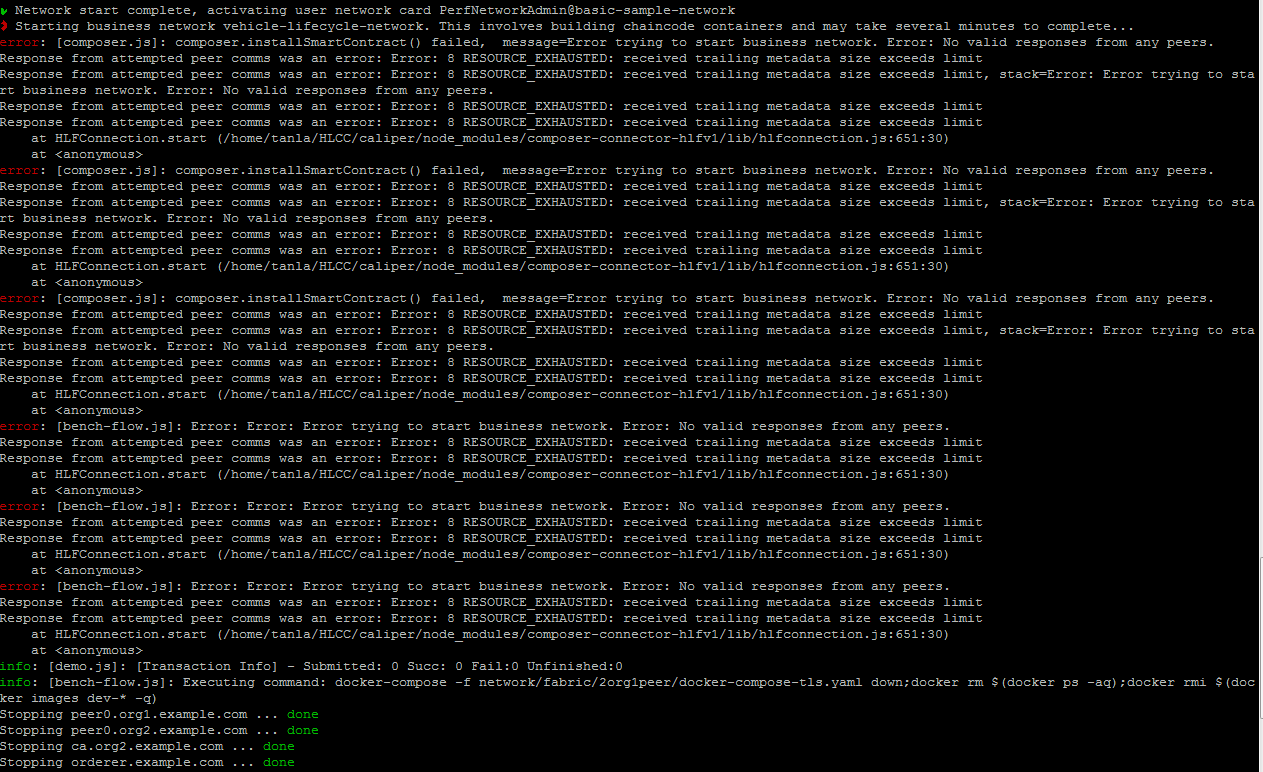 Network start complete, activating user network card PerfNetworkAdmin@basic-sample-network
Starting business network vehicle-lifecycle-network. This involves building chaincode containers and may take several minutes to complete...
error: [composer.js]: composer.installSmartContract() failed,  message=Error trying to start business network. Error: No valid responses from any peers.
Response from attempted peer comms was an error: Error: 8 RESOURCE_EXHAUSTED: received trailing metadata size exceeds limit
Response from attempted peer comms was an error: Error: 8 RESOURCE_EXHAUSTED: received trailing metadata size exceeds limit, stack=Error: Error trying to sta
rt business network. Error: No valid responses from any peers.
Response from attempted peer comms was an error: Error: 8 RESOURCE_EXHAUSTED: received trailing metadata size exceeds limit
Response from attempted peer comms was an error: Error: 8 RESOURCE_EXHAUSTED: received trailing metadata size exceeds limit
    at HLFConnection.start (/home/tanla/HLCC/caliper/node_modules/composer-connector-hlfv1/lib/hlfconnection.js:651:30)
    at <anonymous>
error: [composer.js]: composer.installSmartContract() failed,  message=Error trying to start business network. Error: No valid responses from any peers.
Response from attempted peer comms was an error: Error: 8 RESOURCE_EXHAUSTED: received trailing metadata size exceeds limit
Response from attempted peer comms was an error: Error: 8 RESOURCE_EXHAUSTED: received trailing metadata size exceeds limit, stack=Error: Error trying to sta
rt business network. Error: No valid responses from any peers.
Response from attempted peer comms was an error: Error: 8 RESOURCE_EXHAUSTED: received trailing metadata size exceeds limit
Response from attempted peer comms was an error: Error: 8 RESOURCE_EXHAUSTED: received trailing metadata size exceeds limit
    at HLFConnection.start (/home/tanla/HLCC/caliper/node_modules/composer-connector-hlfv1/lib/hlfconnection.js:651:30)
    at <anonymous>
error: [composer.js]: composer.installSmartContract() failed,  message=Error trying to start business network. Error: No valid responses from any peers.
Response from attempted peer comms was an error: Error: 8 RESOURCE_EXHAUSTED: received trailing metadata size exceeds limit
Response from attempted peer comms was an error: Error: 8 RESOURCE_EXHAUSTED: received trailing metadata size exceeds limit, stack=Error: Error trying to sta
rt business network. Error: No valid responses from any peers.
Response from attempted peer comms was an error: Error: 8 RESOURCE_EXHAUSTED: received trailing metadata size exceeds limit
Response from attempted peer comms was an error: Error: 8 RESOURCE_EXHAUSTED: received trailing metadata size exceeds limit
    at HLFConnection.start (/home/tanla/HLCC/caliper/node_modules/composer-connector-hlfv1/lib/hlfconnection.js:651:30)
    at <anonymous>
error: [bench-flow.js]: Error: Error: Error trying to start business network. Error: No valid responses from any peers.
Response from attempted peer comms was an error: Error: 8 RESOURCE_EXHAUSTED: received trailing metadata size exceeds limit
Response from attempted peer comms was an error: Error: 8 RESOURCE_EXHAUSTED: received trailing metadata size exceeds limit
    at HLFConnection.start (/home/tanla/HLCC/caliper/node_modules/composer-connector-hlfv1/lib/hlfconnection.js:651:30)
    at <anonymous>
error: [bench-flow.js]: Error: Error: Error trying to start business network. Error: No valid responses from any peers.
Response from attempted peer comms was an error: Error: 8 RESOURCE_EXHAUSTED: received trailing metadata size exceeds limit
Response from attempted peer comms was an error: Error: 8 RESOURCE_EXHAUSTED: received trailing metadata size exceeds limit
    at HLFConnection.start (/home/tanla/HLCC/caliper/node_modules/composer-connector-hlfv1/lib/hlfconnection.js:651:30)
    at <anonymous>
error: [bench-flow.js]: Error: Error: Error trying to start business network. Error: No valid responses from any peers.
Response from attempted peer comms was an error: Error: 8 RESOURCE_EXHAUSTED: received trailing metadata size exceeds limit
Response from attempted peer comms was an error: Error: 8 RESOURCE_EXHAUSTED: received trailing metadata size exceeds limit
    at HLFConnection.start (/home/tanla/HLCC/caliper/node_modules/composer-connector-hlfv1/lib/hlfconnection.js:651:30)
    at <anonymous>
info: [demo.js]: [Transaction Info] - Submitted: 0 Succ: 0 Fail:0 Unfinished:0
info: [bench-flow.js]: Executing command: docker-compose -f network/fabric/2org1peer/docker-compose-tls.yaml down;docker rm $(docker ps -aq);docker rmi $(doc
ker images dev-* -q)
Stopping peer0.org1.example.com ... done
Stopping peer0.org2.example.com ... done
Stopping ca.org2.example.com ... done
Stopping orderer.example.com ... done